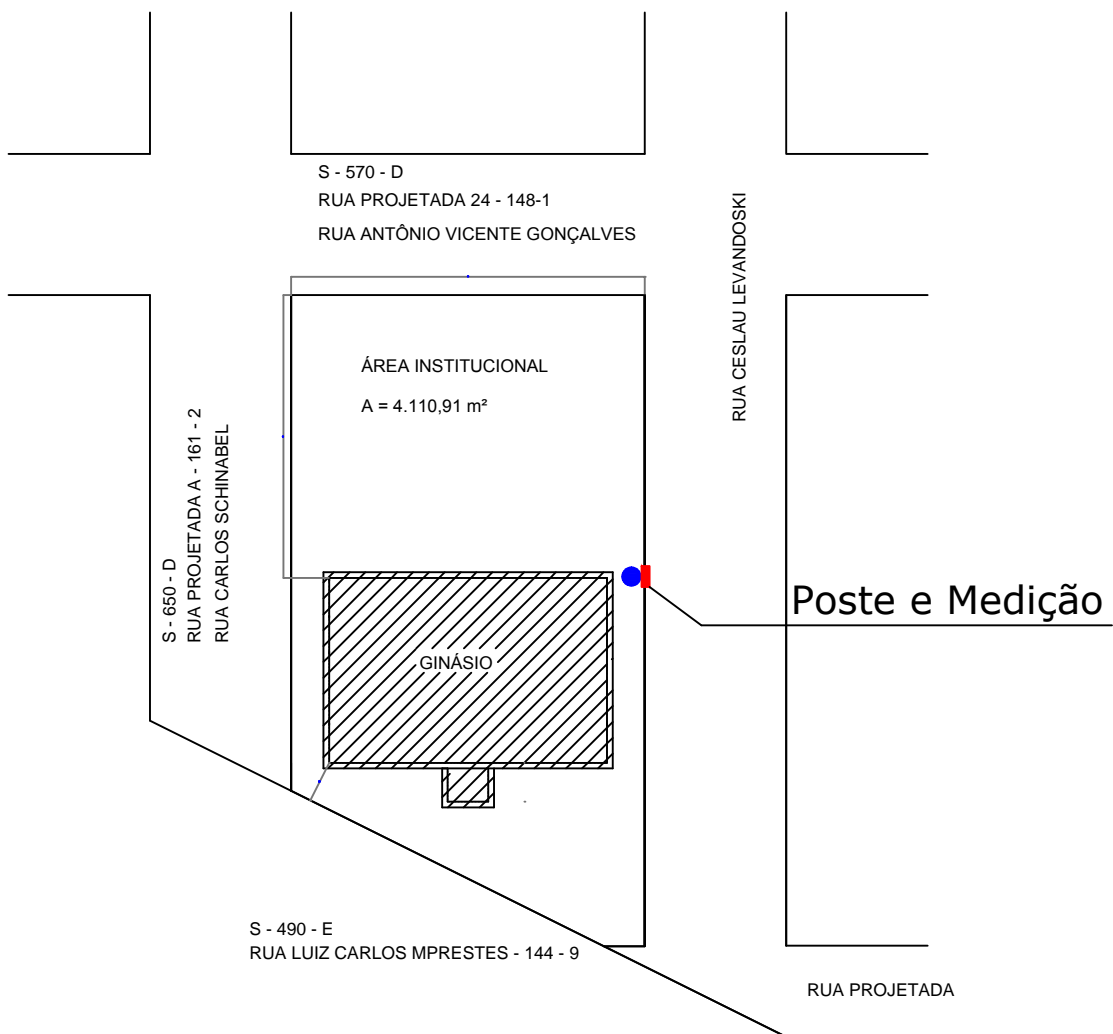 S - 570 - D
RUA PROJETADA 24 - 148-1
RUA ANTÔNIO VICENTE GONÇALVES
RUA CESLAU LEVANDOSKI
ÁREA INSTITUCIONAL
A = 4.110,91 m²
S - 650 - D
RUA PROJETADA A - 161 - 2
RUA CARLOS SCHINABEL
Poste e Medição
GINÁSIO
S - 490 - E
RUA LUIZ CARLOS MPRESTES - 144 - 9
RUA PROJETADA